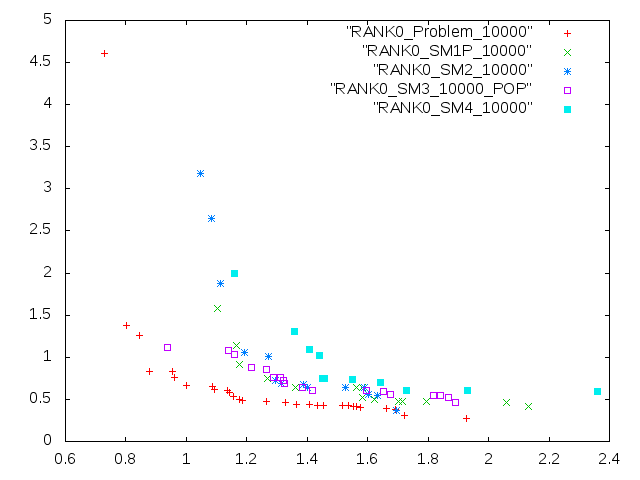 5
4.5
4
3.5
3
2.5
2
1.5
1
0.5
0
0.6 0.8 1 1.2 1.4 1.6 1.8 2 2.2 2.4
"RANK0_Problem_10000"
"RANK0_SM1P_10000"
"RANK0_SM2_10000"
"RANK0_SM3_10000_POP"
"RANK0_SM4_10000"